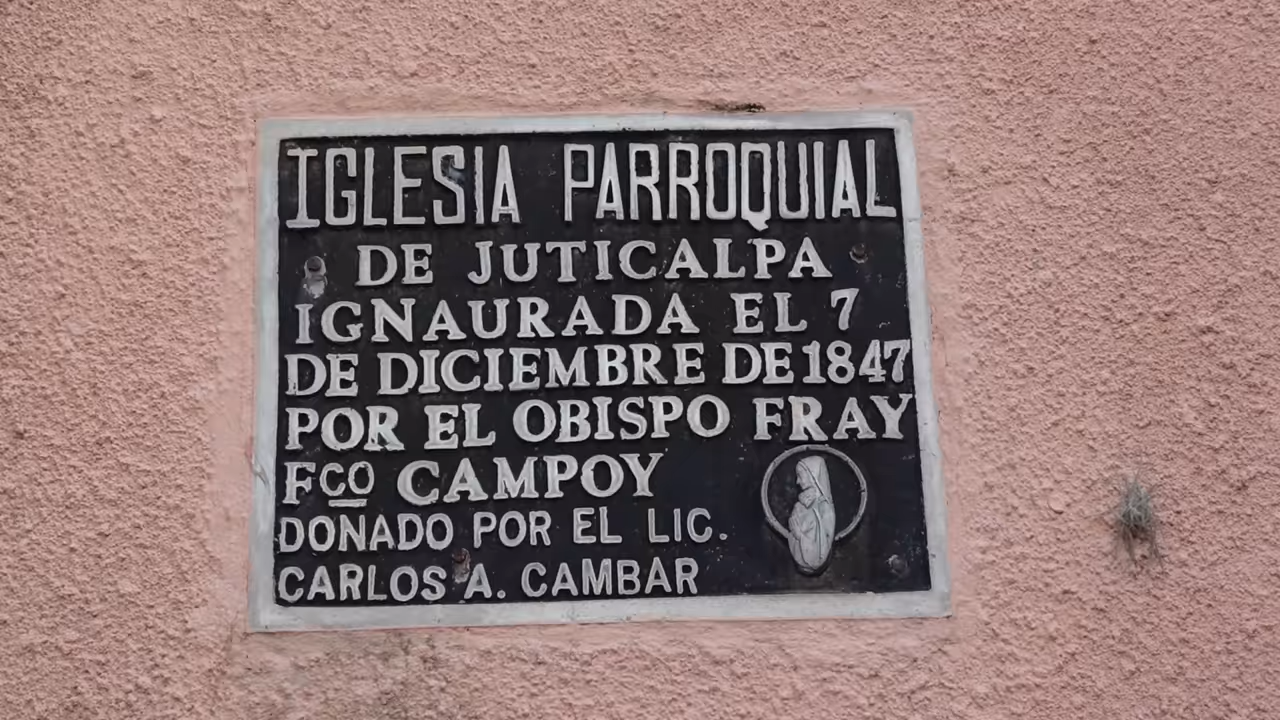 IGLESIA PARROQUIAL
DE JUTICALPA
IGNAURADA EL 7
DE DICIEMBRE DE 1847
POR EL OBISPO FRAY
Fco CAMPOY
DONADO POR EL LIC.
CARLOS A. CAMBAR